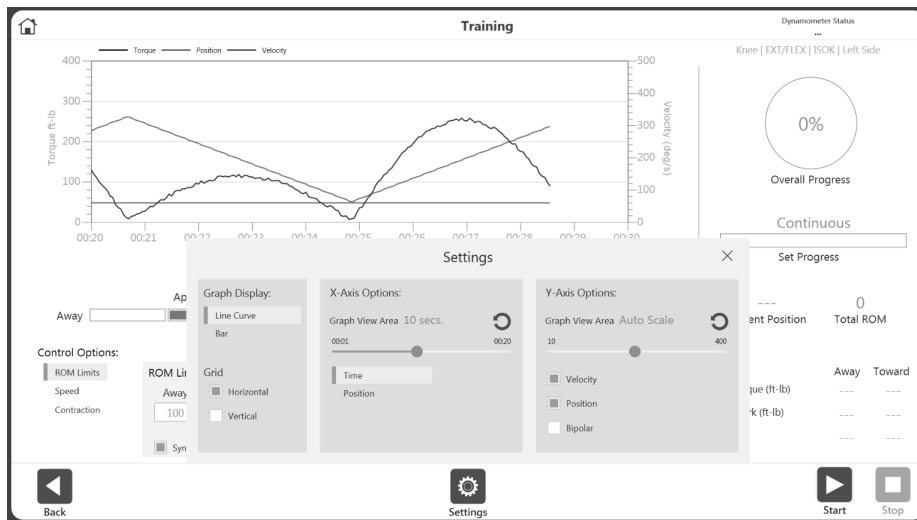 Training
Dynamometer Status
...
Knee | EXT/FLEX | ISOK | Left Side
Torque Position Velocity
400
300
200
100
0
Torque ft-lb
500
400
300
200
100
0
Velocity (deg/s)
00:20 00:21 00:22 00:23 00:24 00:25 00:26 00:27 00:28 00:29 00:30
0%
Overall Progress
Continuous
Set Progress
Settings
Graph Display:
Line Curve
Bar
Grid
Horizontal
Vertical
X-Axis Options:
Graph View Area 10 secs.
00:01 00:20
Time
Position
Y-Axis Options:
Graph View Area Auto Scale
10 400
Velocity
Position
Bipolar
Ap
Away
--- 0
ent Position Total ROM
Control Options:
ROM Limits
Speed
Contraction
ROM Li
Away
100
Syn
Away Toward
que (ft-lb) --- ---
rk (ft-lb) --- ---
--- ---
Back
Settings
Start
Stop